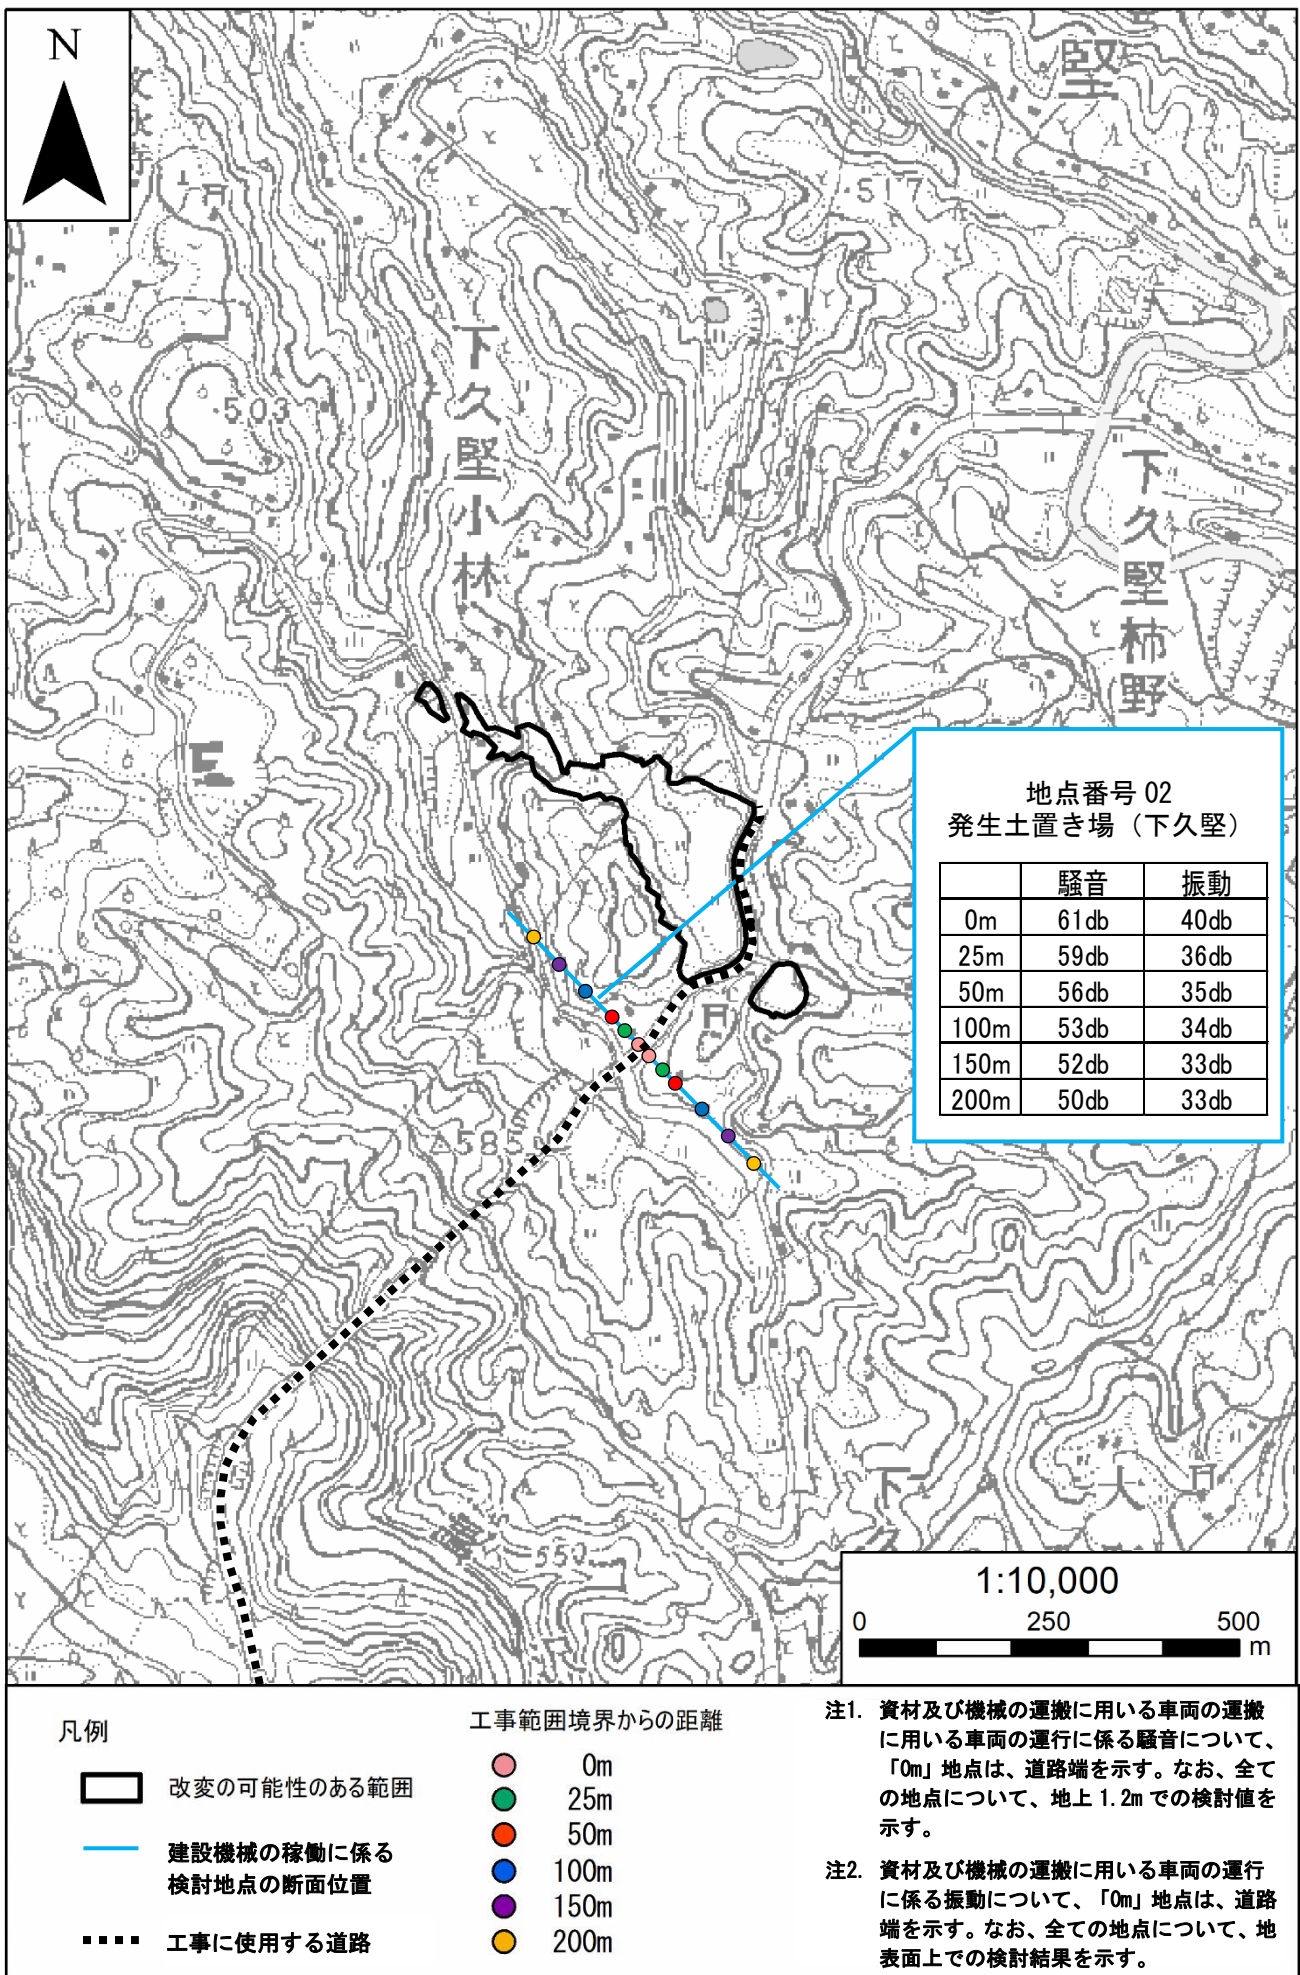 N
堅
・517
下久堅小林
・503
下久堅柿野
地点番号 02
発生土置き場（下久堅）
騒音 振動
0m 61db 40db
25m 59db 36db
50m 56db 35db
100m 53db 34db
150m 52db 33db
200m 50db 33db
△585
下
大
550
1:10,000
0 250 500
m
凡例
改変の可能性のある範囲
建設機械の稼働に係る
検討地点の断面位置
工事に使用する道路
工事範囲境界からの距離
0m
25m
50m
100m
150m
200m
注1. 資材及び機械の運搬に用いる車両の運搬
に用いる車両の運行に係る騒音について、
「0m」地点は、道路端を示す。なお、全て
の地点について、地上 1.2m での検討値を
示す。
注2. 資材及び機械の運搬に用いる車両の運行
に係る振動について、「0m」地点は、道路
端を示す。なお、全ての地点について、地
表面上での検討結果を示す。